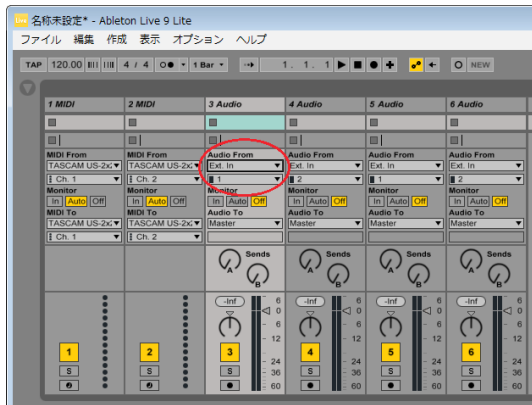 Live 名称未設定* - Ableton Live 9 Lite
ファイル 編集 作成 表示 オプション ヘルプ
TAP 120.00 4 / 4 1 Bar 1. 1. 1 NEW
1 MIDI 2 MIDI 3 Audio 4 Audio 5 Audio 6 Audio
MIDI From MIDI From Audio From Audio From Audio From Audio From
TASCAM US-2x2 TASCAM US-2x2 Ext. In Ext. In Ext. In Ext. In
Ch. 1 Ch. 2 1 2 1 2
Monitor Monitor Monitor Monitor Monitor Monitor
In Auto Off In Auto Off In Auto Off In Auto Off In Auto Off In Auto Off
MIDI To MIDI To Audio To Audio To Audio To Audio To
TASCAM US-2x2 TASCAM US-2x2 Master Master Master Master
Ch. 1 Ch. 2
Sends Sends Sends Sends
A B A B A B A B
-Inf 6 -Inf 6 -Inf 6 -Inf 6
0 0 0 0
6 6 6 6
12 12 12 12
1 2 3 4 5 6
24 24 24 24
S S S 36 S 36 S 36 S 36
60 60 60 60